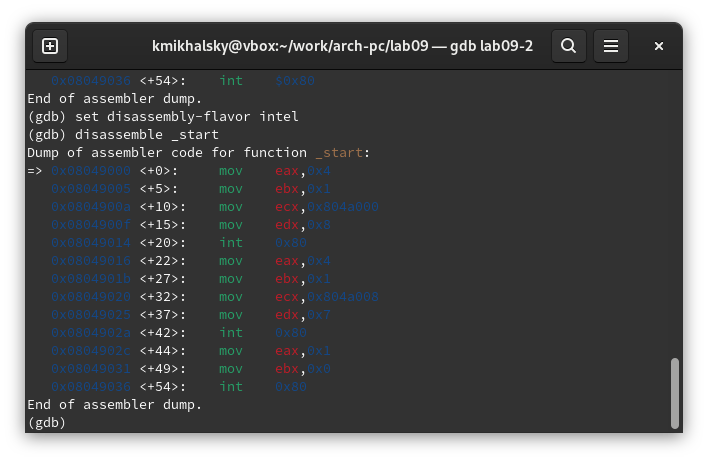 kmikhalsky@vbox:~/work/arch-pc/lab09 — gdb lab09-2
0x08049036 <+54>: int $0x80
End of assembler dump.
(gdb) set disassembly-flavor intel
(gdb) disassemble _start
Dump of assembler code for function _start:
=> 0x08049000 <+0>: mov eax,0x4
0x08049005 <+5>: mov ebx,0x1
0x0804900a <+10>: mov ecx,0x804a000
0x0804900f <+15>: mov edx,0x8
0x08049014 <+20>: int 0x80
0x08049016 <+22>: mov eax,0x4
0x0804901b <+27>: mov ebx,0x1
0x08049020 <+32>: mov ecx,0x804a008
0x08049025 <+37>: mov edx,0x7
0x0804902a <+42>: int 0x80
0x0804902c <+44>: mov eax,0x1
0x08049031 <+49>: mov ebx,0x0
0x08049036 <+54>: int 0x80
End of assembler dump.
(gdb)